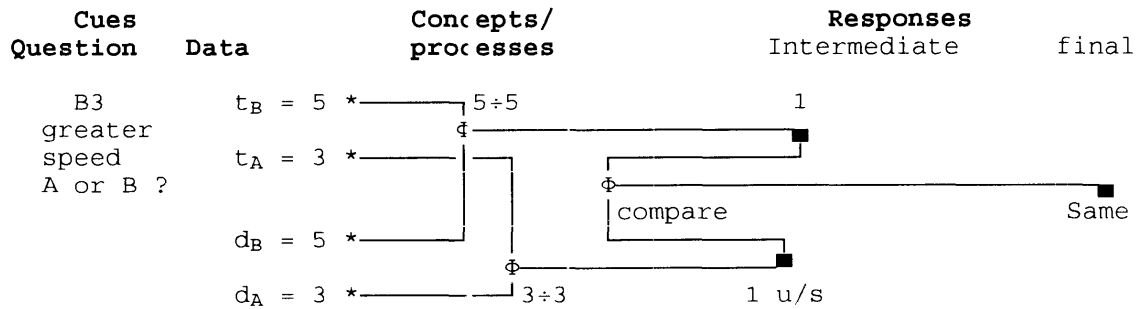 Cues Concepts/ Responses
Question Data processes Intermediate final
B3 tB = 5 * 5÷5 1
greater
speed tA = 3 *
A or B ?
compare Same
dB = 5 *
dA = 3 * 3÷3 1 u/s